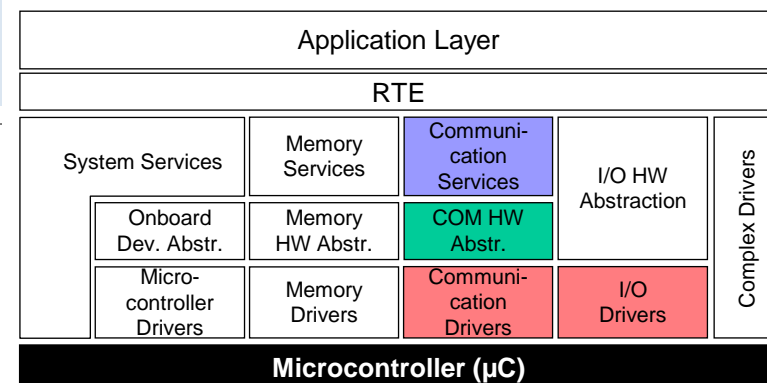 Application Layer
RTE
System Services
Memory
Services
Communi-
cation
Services
I/O HW
Abstraction
Complex Drivers
Onboard
Dev. Abstr.
Memory
HW Abstr.
COM HW
Abstr.
Micro-
controller
Drivers
Memory
Drivers
Communi-
cation
Drivers
I/O
Drivers
Microcontroller (µC)